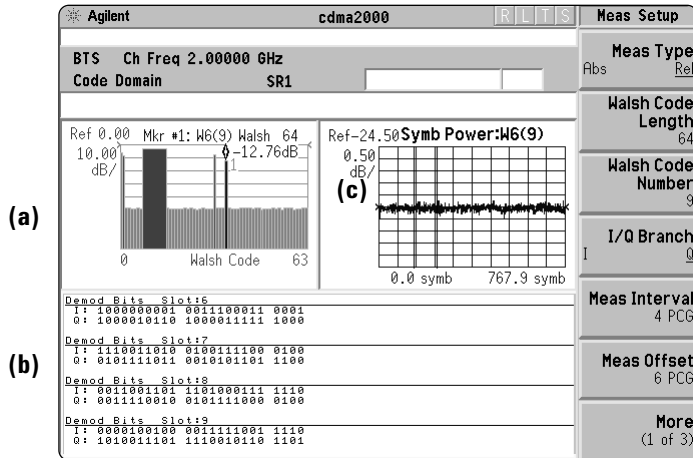 Agilent
cdma2000
R L T S
Meas Setup
BTS Ch Freq 2.00000 GHz
Code Domain SR1
Meas Type
Abs Rel
Walsh Code
Length
64
Walsh Code
Number
9
I/Q Branch
I Q
Meas Interval
4 PCG
Meas Offset
6 PCG
More
(1 of 3)
(a)
Ref 0.00 Mkr #1: W6(9) Walsh 64
10.00 -12.76dB
dB/ 1
0 Walsh Code 63
(c)
Ref-24.50 Symb Power:W6(9)
0.50
dB/
0.0 symb 767.9 symb
(b)
Demod Bits Slot:6
I: 1000000001 0011100011 0001
Q: 1000010110 1000011111 1000
Demod Bits Slot:7
I: 1110011010 0100111100 0100
Q: 0101111011 0010101101 1100
Demod Bits Slot:8
I: 0011001101 1101000111 1110
Q: 0011110010 0101111000 0100
Demod Bits Slot:9
I: 0000100100 0011111001 1110
Q: 1010011101 1110010110 1101